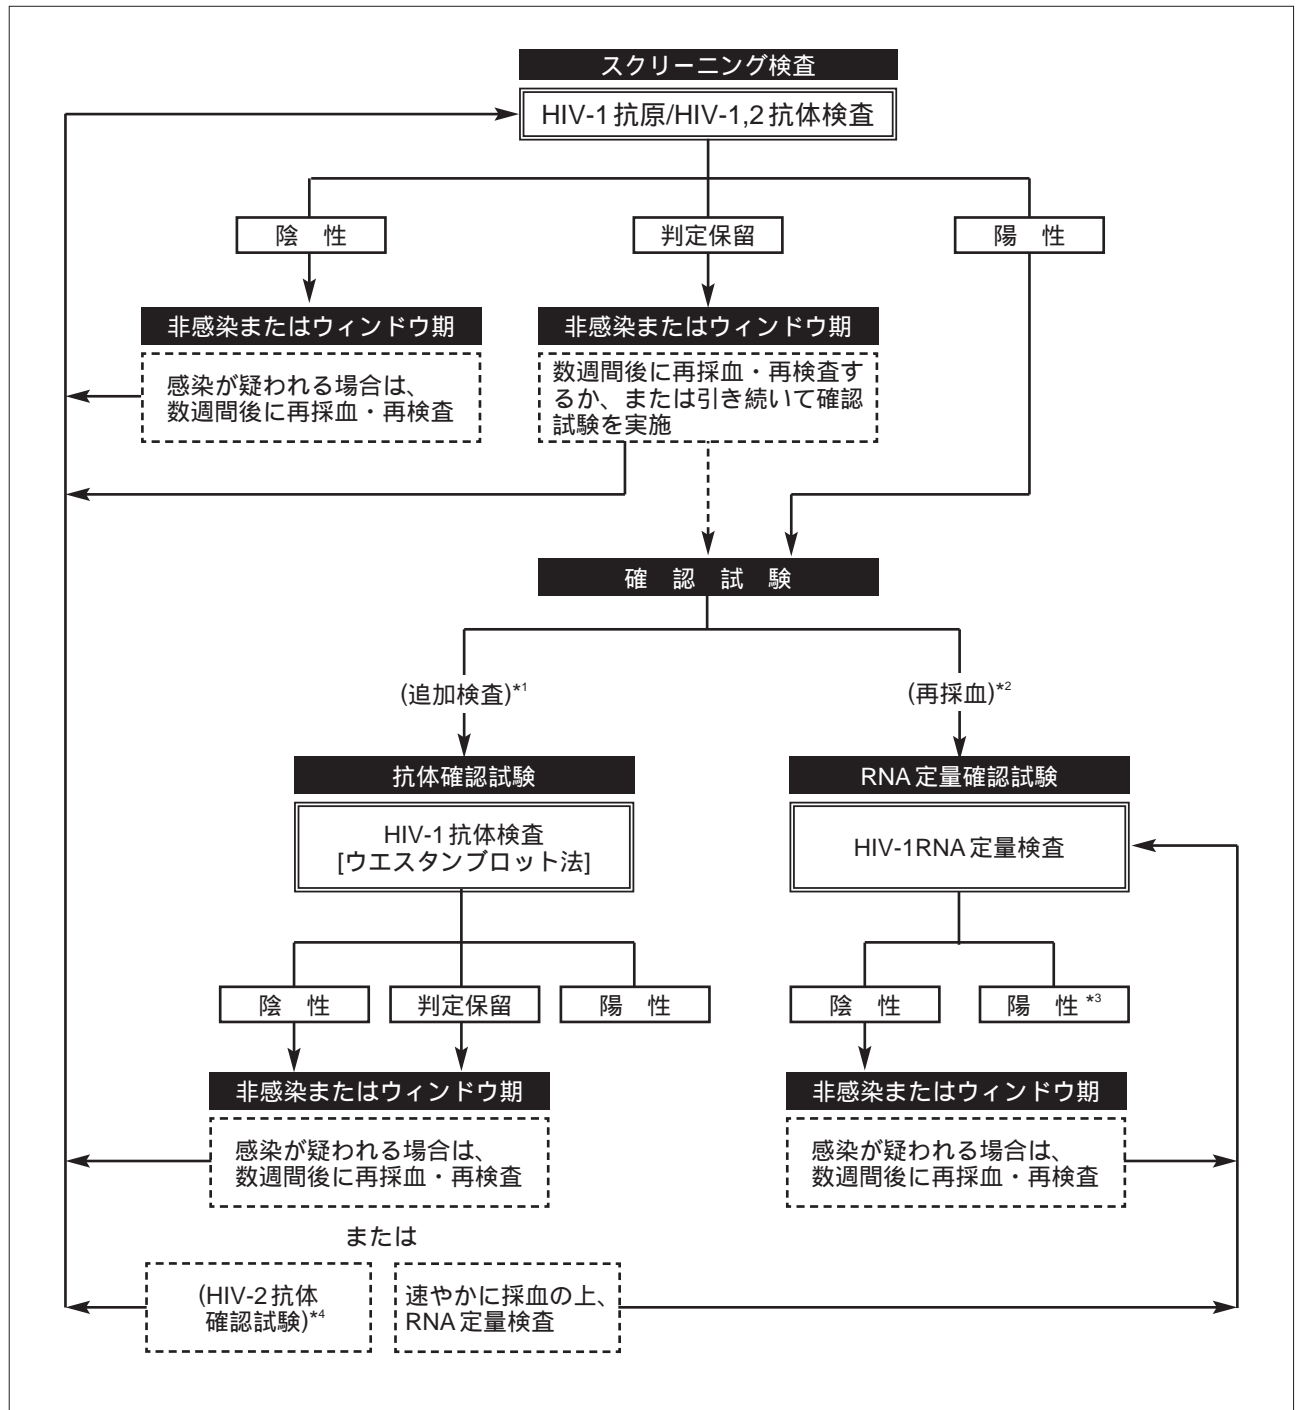 スクリーニング検査
HIV-1抗原/HIV-1,2抗体検査
陰 性
判定保留
陽 性
非感染またはウィンドウ期
感染が疑われる場合は、
数週間後に再採血・再検査
非感染またはウィンドウ期
数週間後に再採血・再検査す
るか、または引き続いて確認
試験を実施
確 認 試 験
(追加検査)*1
(再採血)*2
抗体確認試験
HIV-1抗体検査
[ウエスタンブロット法]
RNA定量確認試験
HIV-1RNA定量検査
陰 性
判定保留
陽 性
陰 性
陽 性*3
非感染またはウィンドウ期
感染が疑われる場合は、
数週間後に再採血・再検査
非感染またはウィンドウ期
感染が疑われる場合は、
数週間後に再採血・再検査
または
(HIV-2抗体
確認試験)*4
速やかに採血の上、
RNA定量検査